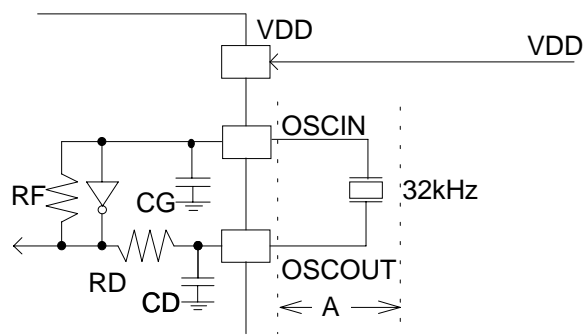 VDD
VDD
OSCIN
RF
CG
32kHz
RD
OSCOUT
CD
A